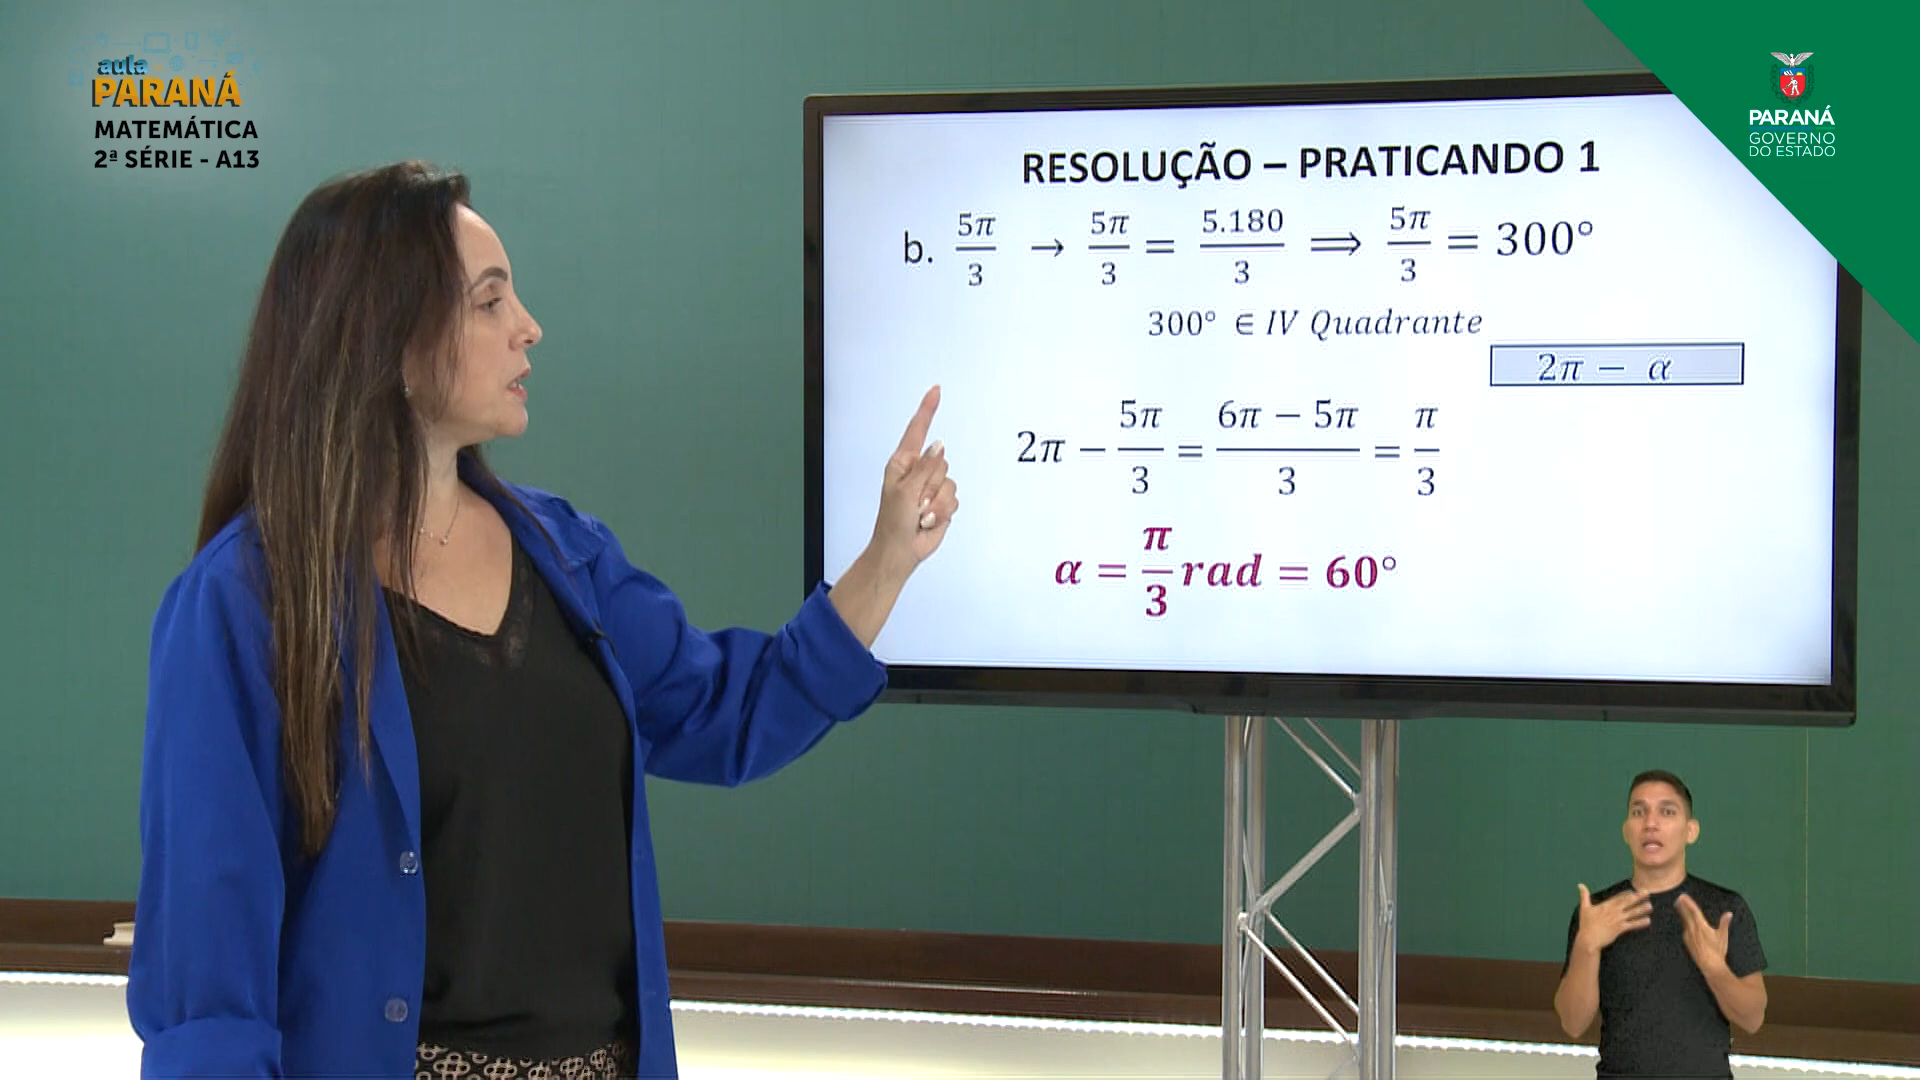 aula
PARANÁ
MATEMÁTICA
2ª SÉRIE - A13
PARANÁ
GOVERNO
DO ESTADO
RESOLUÇÃO – PRATICANDO 1
b. 5π/3 → 5π/3 = 5.180/3 ⟹ 5π/3 = 300°
300° ∈ IV Quadrante
2π − α
2π − 5π/3 = 6π − 5π/3 = π/3
α = π/3 rad = 60°